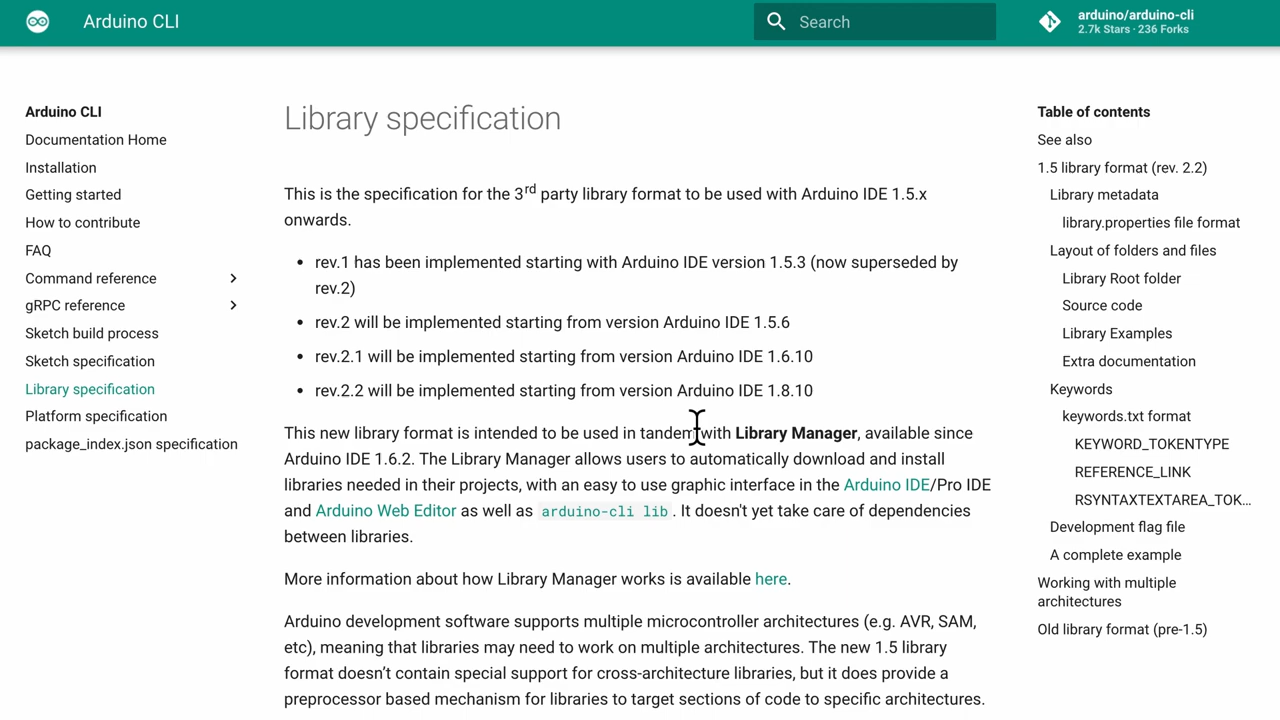 Arduino CLI
Search
arduino/arduino-cli
2.7k Stars · 236 Forks
Arduino CLI
Documentation Home
Installation
Getting started
How to contribute
FAQ
Command reference
gRPC reference
Sketch build process
Sketch specification
Library specification
Platform specification
package_index.json specification
Library specification
This is the specification for the 3rd party library format to be used with Arduino IDE 1.5.x
onwards.
• rev.1 has been implemented starting with Arduino IDE version 1.5.3 (now superseded by
rev.2)
• rev.2 will be implemented starting from version Arduino IDE 1.5.6
• rev.2.1 will be implemented starting from version Arduino IDE 1.6.10
• rev.2.2 will be implemented starting from version Arduino IDE 1.8.10
This new library format is intended to be used in tandem with Library Manager, available since
Arduino IDE 1.6.2. The Library Manager allows users to automatically download and install
libraries needed in their projects, with an easy to use graphic interface in the Arduino IDE/Pro IDE
and Arduino Web Editor as well as arduino-cli lib. It doesn't yet take care of dependencies
between libraries.
More information about how Library Manager works is available here.
Arduino development software supports multiple microcontroller architectures (e.g. AVR, SAM,
etc), meaning that libraries may need to work on multiple architectures. The new 1.5 library
format doesn’t contain special support for cross-architecture libraries, but it does provide a
preprocessor based mechanism for libraries to target sections of code to specific architectures.
Table of contents
See also
1.5 library format (rev. 2.2)
Library metadata
library.properties file format
Layout of folders and files
Library Root folder
Source code
Library Examples
Extra documentation
Keywords
keywords.txt format
KEYWORD_TOKENTYPE
REFERENCE_LINK
RSYNTAXTEXTAREA_TOK...
Development flag file
A complete example
Working with multiple
architectures
Old library format (pre-1.5)